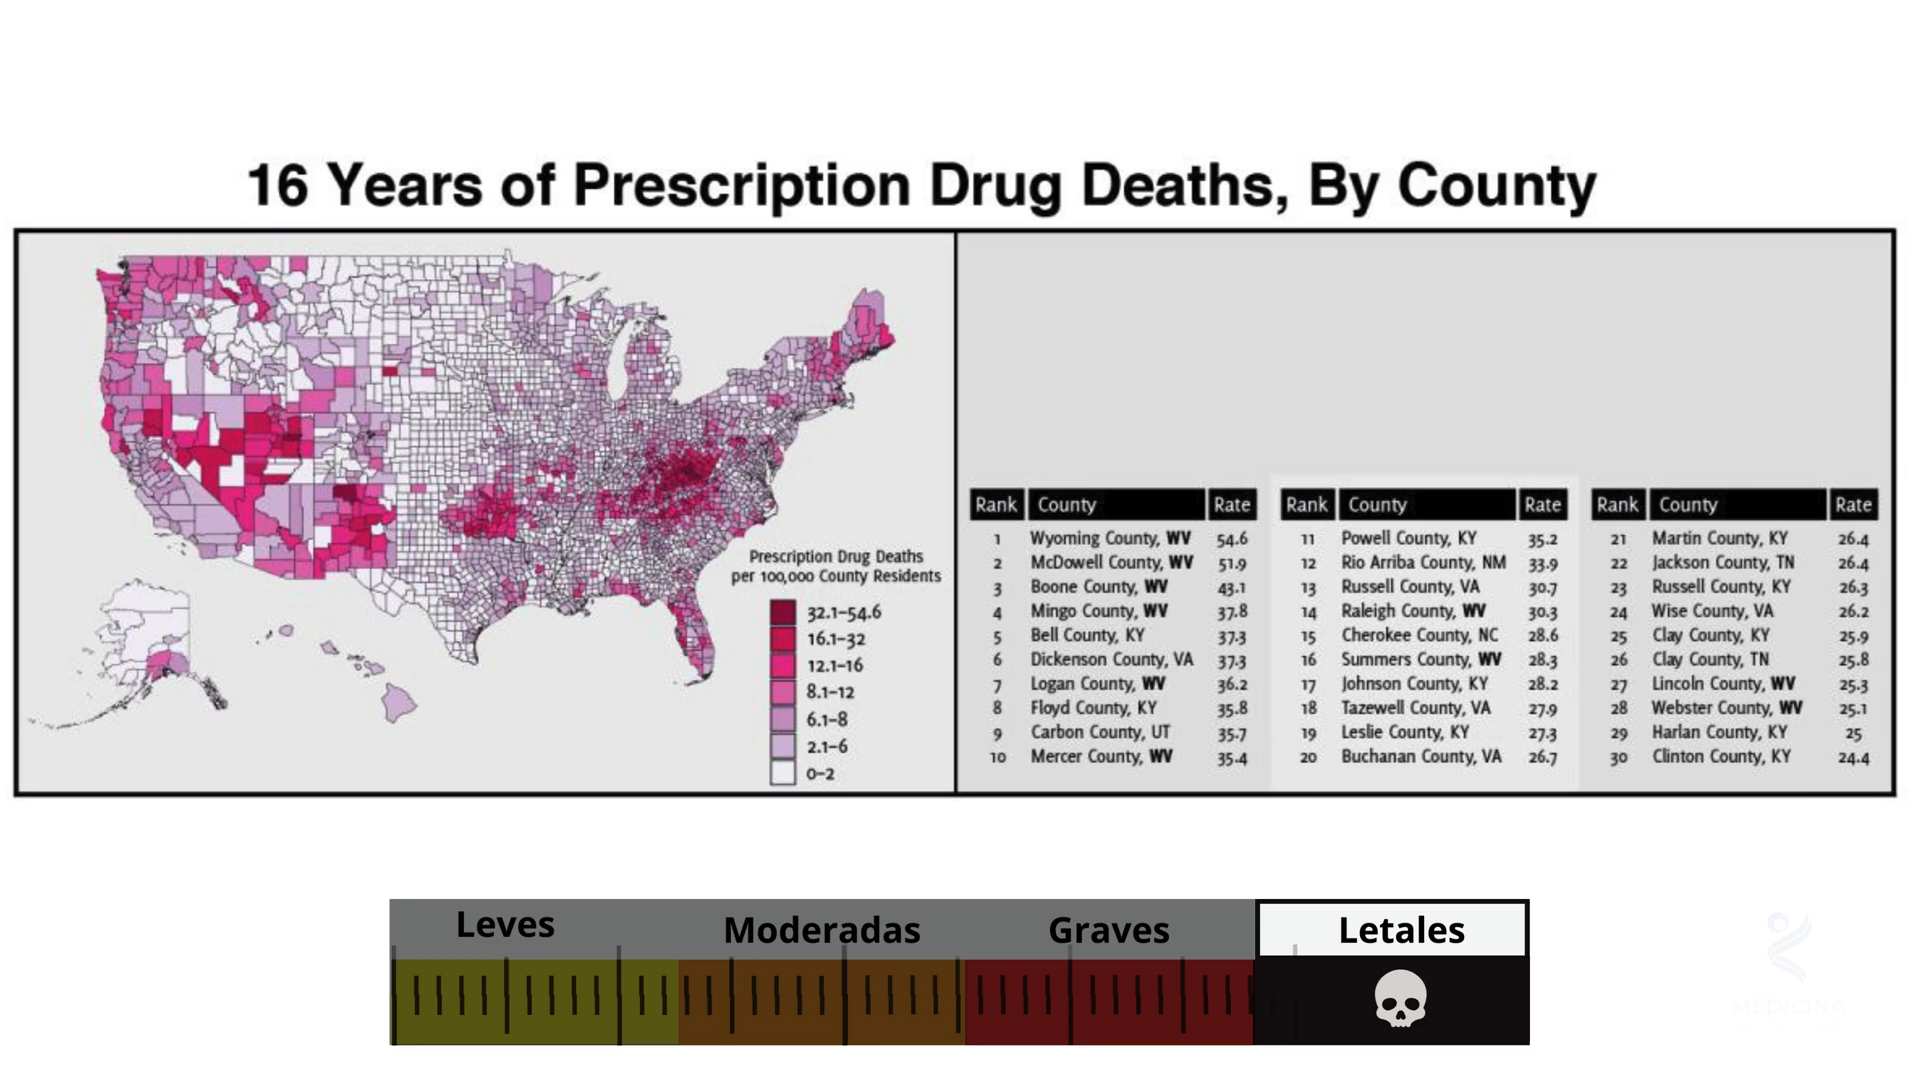 16 Years of Prescription Drug Deaths, By County
Prescription Drug Deaths
per 100,000 County Residents
32.1–54.6
16.1–32
12.1–16
8.1–12
6.1–8
2.1–6
0–2
Rank County Rate
1 Wyoming County, WV 54.6
2 McDowell County, WV 51.9
3 Boone County, WV 43.1
4 Mingo County, WV 37.8
5 Bell County, KY 37.3
6 Dickenson County, VA 37.3
7 Logan County, WV 36.2
8 Floyd County, KY 35.8
9 Carbon County, UT 35.7
10 Mercer County, WV 35.4
Rank County Rate
11 Powell County, KY 35.2
12 Rio Arriba County, NM 33.9
13 Russell County, VA 30.7
14 Raleigh County, WV 30.3
15 Cherokee County, NC 28.6
16 Summers County, WV 28.3
17 Johnson County, KY 28.2
18 Tazewell County, VA 27.9
19 Leslie County, KY 27.3
20 Buchanan County, VA 26.7
Rank County Rate
21 Martin County, KY 26.4
22 Jackson County, TN 26.4
23 Russell County, KY 26.3
24 Wise County, VA 26.2
25 Clay County, KY 25.9
26 Clay County, TN 25.8
27 Lincoln County, WV 25.3
28 Webster County, WV 25.1
29 Harlan County, KY 25
30 Clinton County, KY 24.4
Leves Moderadas Graves Letales
MEDICINA